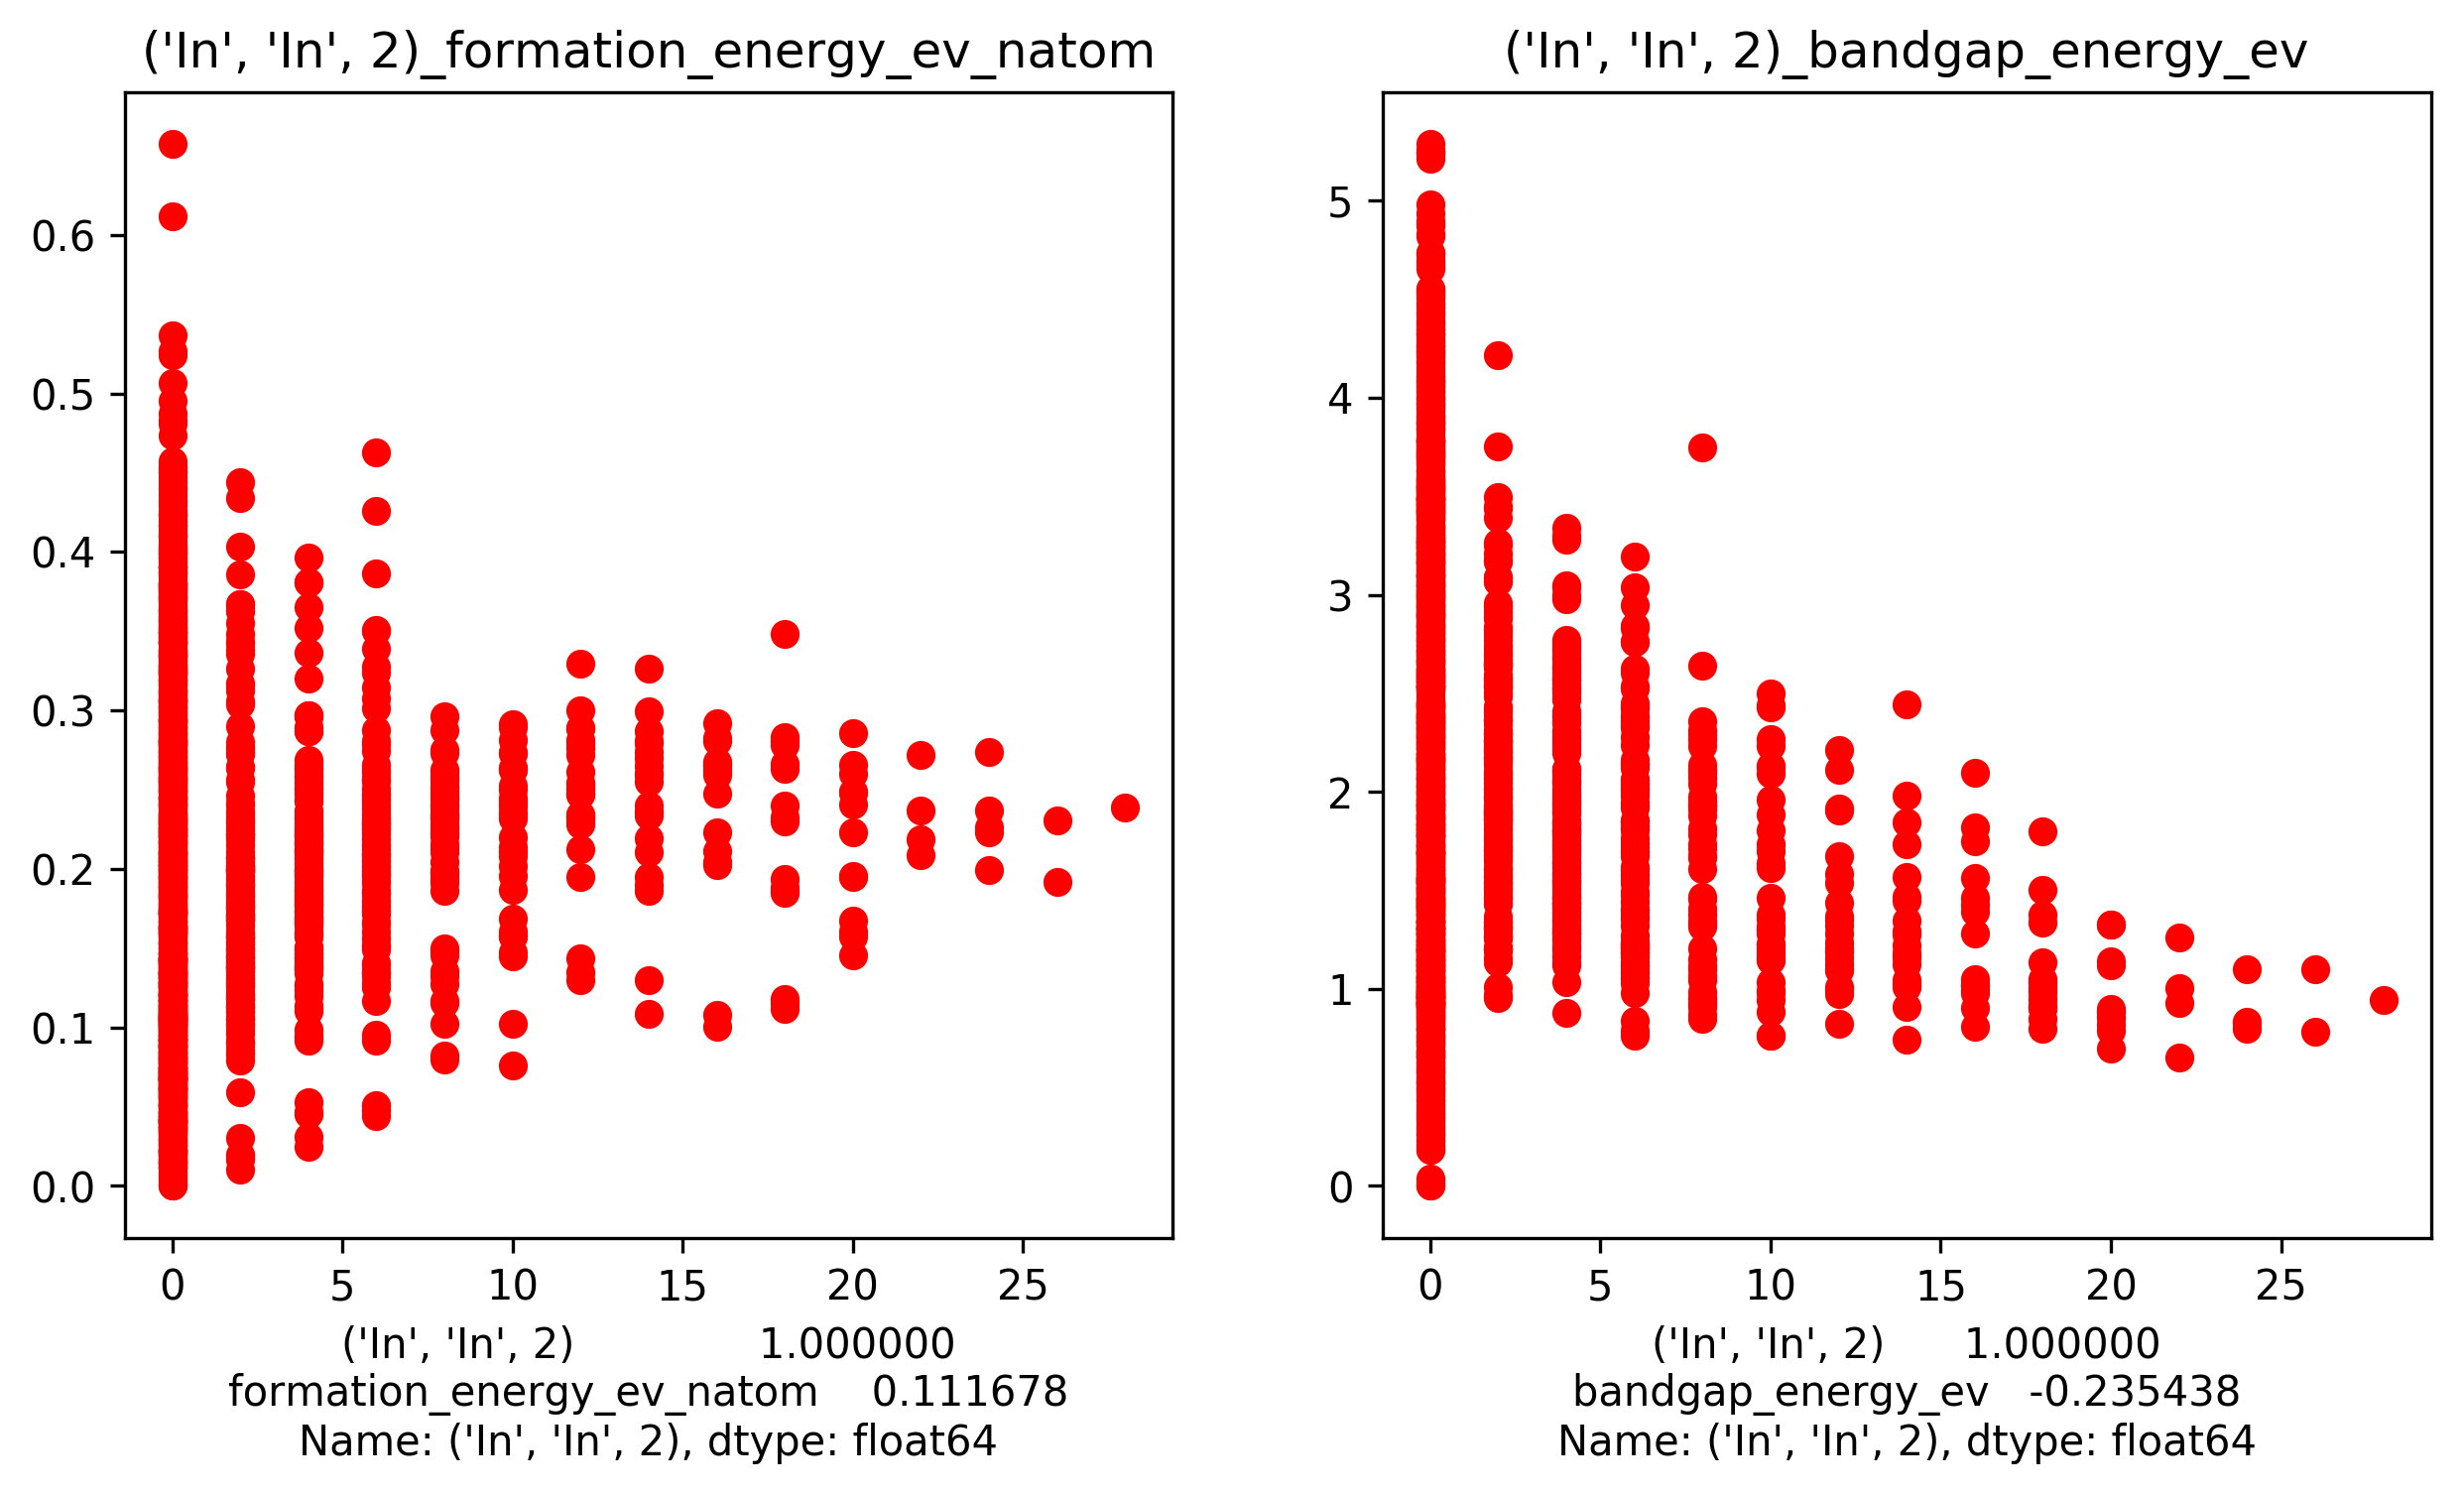 ('In', 'In', 2)_formation_energy_ev_natom
0.6
0.5
0.4
0.3
0.2
0.1
0.0
0 5 10 15 20 25
('In', 'In', 2) 1.000000
formation_energy_ev_natom 0.111678
Name: ('In', 'In', 2), dtype: float64
('In', 'In', 2)_bandgap_energy_ev
5
4
3
2
1
0
0 5 10 15 20 25
('In', 'In', 2) 1.000000
bandgap_energy_ev -0.235438
Name: ('In', 'In', 2), dtype: float64